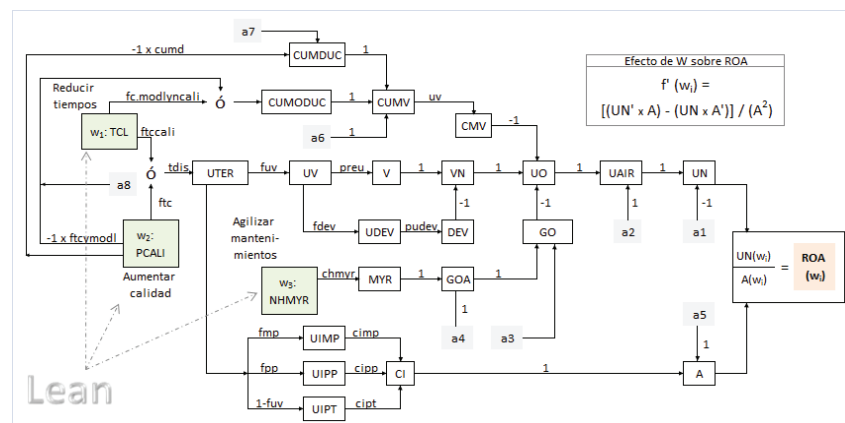 a7
-1 x cumd
CUMDUC
1
Efecto de W sobre ROA
f' (wᵢ) =
[(UN' x A) - (UN x A')] / (A²)
Reducir
tiempos
fc.modlyncali
Ó
CUMODUC
1
CUMV
uv
w₁: TCL
ftccali
a6
1
CMV
-1
a8
Ó
tdis
UTER
fuv
UV
preu
V
1
VN
1
UO
1
UAIR
1
UN
ftc
-1
-1
1
-1
fdev
UDEV
pudev
DEV
GO
a2
a1
-1 x ftcymodl
w₂:
PCALI
Agilizar
manteni-
mientos
UN(wᵢ)
A(wᵢ)
=
ROA
(wᵢ)
Aumentar
calidad
w₃:
NHMYR
chmyr
MYR
1
GOA
1
1
a4
a3
a5
1
fmp
UIMP
cimp
fpp
UIPP
cipp
CI
1
A
1-fuv
UIPT
cipt
Lean